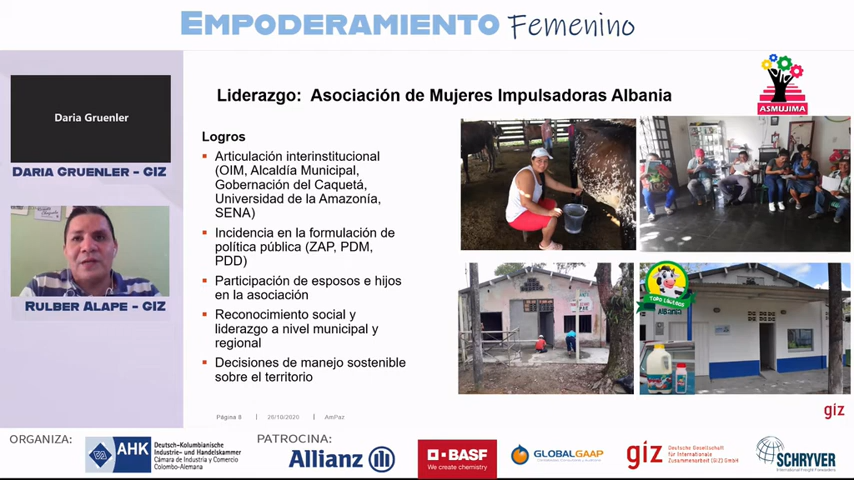 EMPODERAMIENTO Femenino
Daria Gruenler
DARIA GRUENLER - GIZ
RULBER ALAPE - GIZ
Liderazgo: Asociación de Mujeres Impulsadoras Albania
ASMUJIMA
Logros
Articulación interinstitucional
(OIM, Alcaldía Municipal,
Gobernación del Caquetá,
Universidad de la Amazonía,
SENA)
Incidencia en la formulación de
política pública (ZAP, PDM,
PDD)
Participación de esposos e hijos
en la asociación
Reconocimiento social y
liderazgo a nivel municipal y
regional
Decisiones de manejo sostenible
sobre el territorio
Albania
Página 8 | 26/10/2020 | AmPaz
giz
ORGANIZA:
AHK
Deutsch-Kolumbianische
Industrie- und Handelskammer
Cámara de Industria y Comercio
Colombo-Alemana
PATROCINA:
Allianz
BASF
We create chemistry
GLOBALG.A.P.
giz
Deutsche Gesellschaft
für Internationale
Zusammenarbeit (GIZ) GmbH
SCHRYVER
International Freight Forwarders